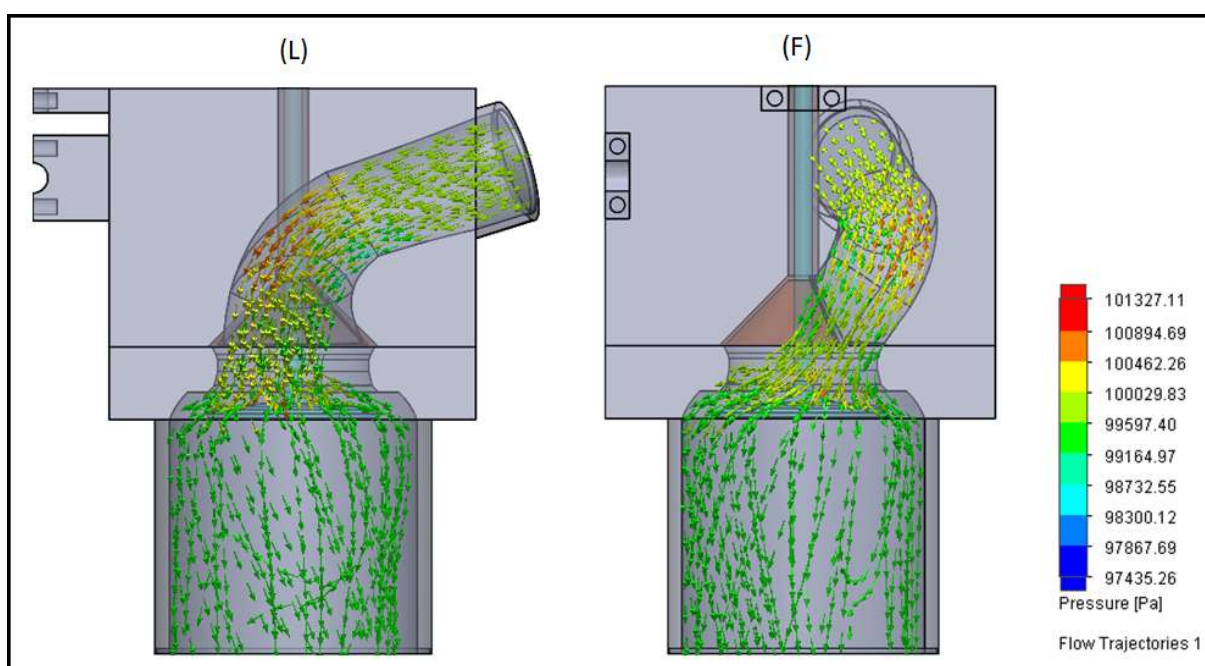 (L)
(F)
101327.11
100894.69
100462.26
100029.83
99597.40
99164.97
98732.55
98300.12
97867.69
97435.26
Pressure [Pa]
Flow Trajectories 1